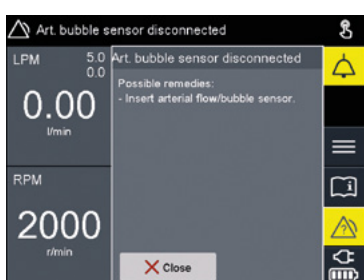 Art. bubble sensor disconnected
LPM
5.0
0.0
0.00
l/min
RPM
2000
r/min
Art. bubble sensor disconnected
Possible remedies:
- Insert arterial flow/bubble sensor.
Close